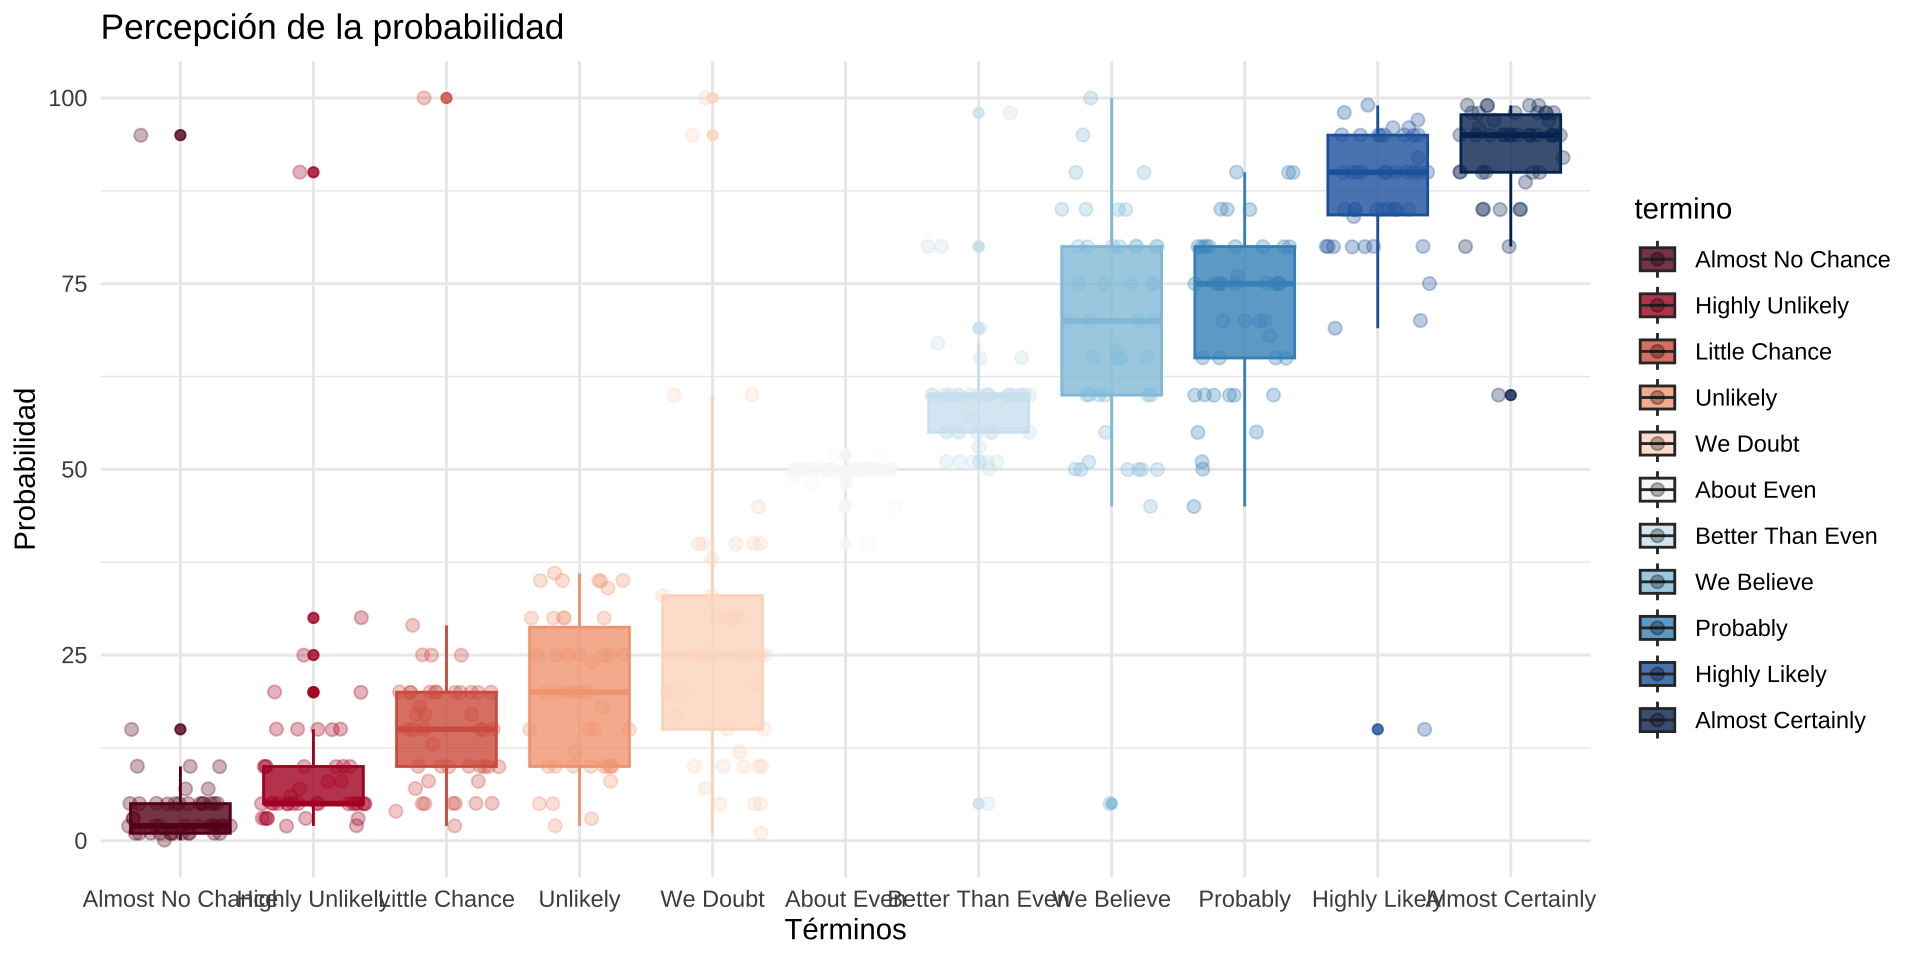 Percepción de la probabilidad
100
75
50
25
0
Probabilidad
Almost No Chance
Highly Unlikely
Little Chance
Unlikely
We Doubt
About Even
Better Than Even
We Believe
Probably
Highly Likely
Almost Certainly
Términos
termino
Almost No Chance
Highly Unlikely
Little Chance
Unlikely
We Doubt
About Even
Better Than Even
We Believe
Probably
Highly Likely
Almost Certainly